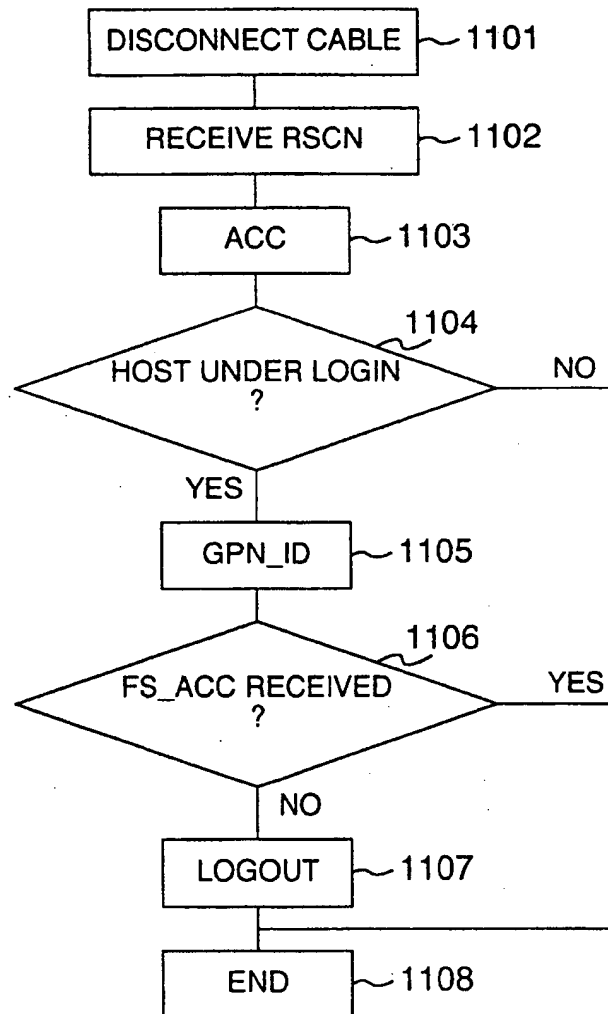 DISCONNECT CABLE
1101
RECEIVE RSCN
1102
ACC
1103
1104
HOST UNDER LOGIN
?
NO
YES
GPN_ID
1105
1106
FS_ACC RECEIVED
?
YES
NO
LOGOUT
1107
END
1108